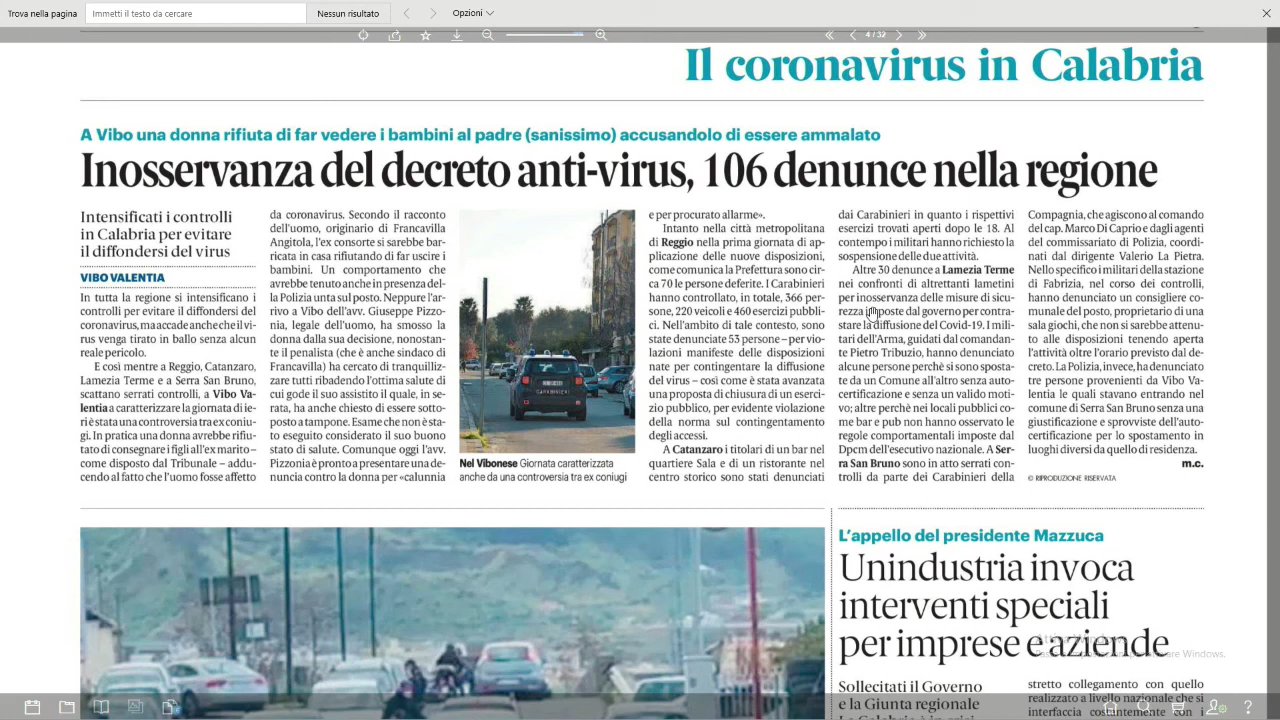 Trova nella pagina
Immetti il testo da cercare
Nessun risultato
Opzioni
4 / 32
Il coronavirus in Calabria
A Vibo una donna rifiuta di far vedere i bambini al padre (sanissimo) accusandolo di essere ammalato
Inosservanza del decreto anti-virus, 106 denunce nella regione
Intensificati i controlli
in Calabria per evitare
il diffondersi del virus
VIBO VALENTIA
In tutta la regione si intensificano i
controlli per evitare il diffondersi del
coronavirus, ma accade anche che il vi-
rus venga tirato in ballo senza alcun
reale pericolo.
E così mentre a Reggio, Catanzaro,
Lamezia Terme e a Serra San Bruno,
scattano serrati controlli, a Vibo Va-
lentia a caratterizzare la giornata di ie-
ri è stata una controversia tra ex coniu-
gi. In pratica una donna avrebbe rifiu-
tato di consegnare i figli all'ex marito –
come disposto dal Tribunale – addu-
cendo al fatto che l'uomo fosse affetto
da coronavirus. Secondo il racconto
dell'uomo, originario di Francavilla
Angitola, l'ex consorte si sarebbe bar-
ricata in casa rifiutando di far uscire i
bambini. Un comportamento che
avrebbe tenuto anche in presenza del-
la Polizia unta sul posto. Neppure l'ar-
rivo a Vibo dell'avv. Giuseppe Pizzo-
nia, legale dell'uomo, ha smosso la
donna dalla sua decisione, nonostan-
te il penalista (che è anche sindaco di
Francavilla) ha cercato di tranquilliz-
zare tutti ribadendo l'ottima salute di
cui gode il suo assistito il quale, in se-
rata, ha anche chiesto di essere sotto-
posto a tampone. Esame che non è sta-
to eseguito considerato il suo buono
stato di salute. Comunque oggi l'avv.
Pizzonia è pronto a presentare una de-
nuncia contro la donna per «calunnia
CARABINIERI
Nel Vibonese Giornata caratterizzata
anche da una controversia tra ex coniugi
e per procurato allarme».
Intanto nella città metropolitana
di Reggio nella prima giornata di ap-
plicazione delle nuove disposizioni,
come comunica la Prefettura sono cir-
ca 70 le persone deferite. I Carabinieri
hanno controllato, in totale, 366 per-
sone, 220 veicoli e 460 esercizi pubbli-
ci. Nell'ambito di tale contesto, sono
state denunciate 53 persone – per vio-
lazioni manifeste delle disposizioni
nate per contingentare la diffusione
del virus – così come è stata avanzata
una proposta di chiusura di un eserci-
zio pubblico, per evidente violazione
della norma sul contingentamento
degli accessi.
A Catanzaro i titolari di un bar nel
quartiere Sala e di un ristorante nel
centro storico sono stati denunciati
dai Carabinieri in quanto i rispettivi
esercizi trovati aperti dopo le 18. Al
contempo i militari hanno richiesto la
sospensione delle due attività.
Altre 30 denunce a Lamezia Terme
nei confronti di altrettanti lametini
per inosservanza delle misure di sicu-
rezza imposte dal governo per contra-
stare la diffusione del Covid-19. I mili-
tari dell'Arma, guidati dal comandan-
te Pietro Tribuzio, hanno denunciato
alcune persone perchè si sono sposta-
te da un Comune all'altro senza auto-
certificazione e senza un valido moti-
vo; altre perchè nei locali pubblici co-
me bar e pub non hanno osservato le
regole comportamentali imposte dal
Dpcm dell'esecutivo nazionale. A Ser-
ra San Bruno sono in atto serrati con-
trolli da parte dei Carabinieri della
Compagnia, che agiscono al comando
del cap. Marco Di Caprio e dagli agenti
del commissariato di Polizia, coordi-
nati dal dirigente Valerio La Pietra.
Nello specifico i militari della stazione
di Fabrizia, nel corso dei controlli,
hanno denunciato un consigliere co-
munale del posto, proprietario di una
sala giochi, che non si sarebbe attenu-
to alle disposizioni tenendo aperta
l'attività oltre l'orario previsto dal de-
creto. La Polizia, invece, ha denunciato
tre persone provenienti da Vibo Va-
lentia le quali stavano entrando nel
comune di Serra San Bruno senza una
giustificazione e sprovviste dell'auto-
certificazione per lo spostamento in
luoghi diversi da quello di residenza.
m.c.
© RIPRODUZIONE RISERVATA
L'appello del presidente Mazzuca
Unindustria invoca
interventi speciali
per imprese e aziende
Sollecitati il Governo
e la Giunta regionale
stretto collegamento con quello
realizzato a livello nazionale che si
interfaccia costantemente con i